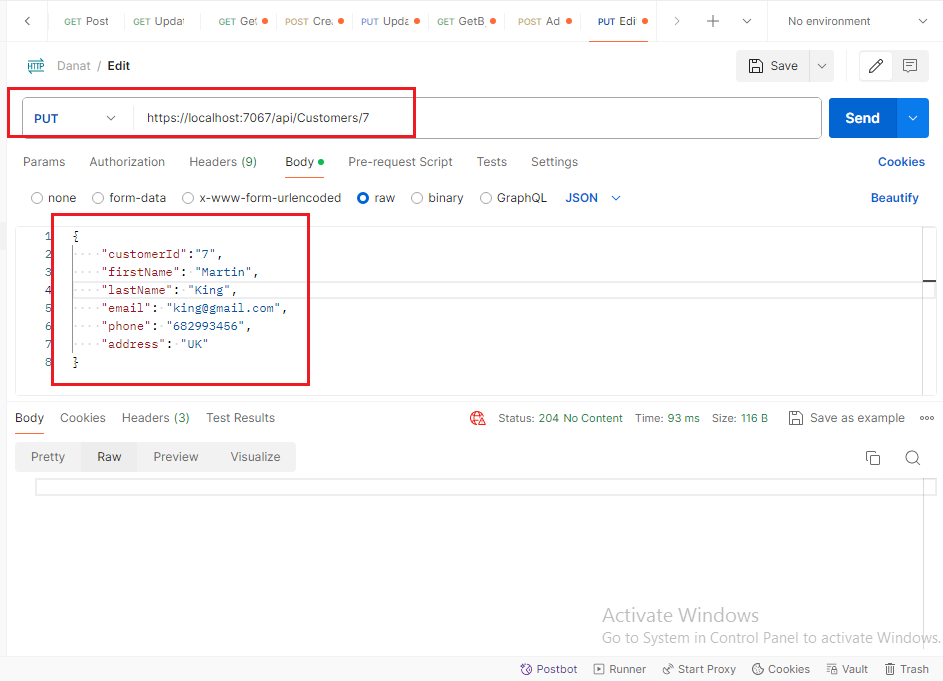 GET Post GET Updat GET Get POST Cre PUT Upda GET GetB POST Ad PUT Edi No environment
HTTP Danat / Edit Save
PUT https://localhost:7067/api/Customers/7 Send
Params Authorization Headers (9) Body Pre-request Script Tests Settings Cookies
none form-data x-www-form-urlencoded raw binary GraphQL JSON Beautify
1 {
2 "customerId":"7",
3 "firstName": "Martin",
4 "lastName": "King",
5 "email": "king@gmail.com",
6 "phone": "682993456",
7 "address": "UK"
8 }
Body Cookies Headers (3) Test Results Status: 204 No Content Time: 93 ms Size: 116 B Save as example
Pretty Raw Preview Visualize
Activate Windows
Go to System in Control Panel to activate Windows.
Postbot Runner Start Proxy Cookies Vault Trash